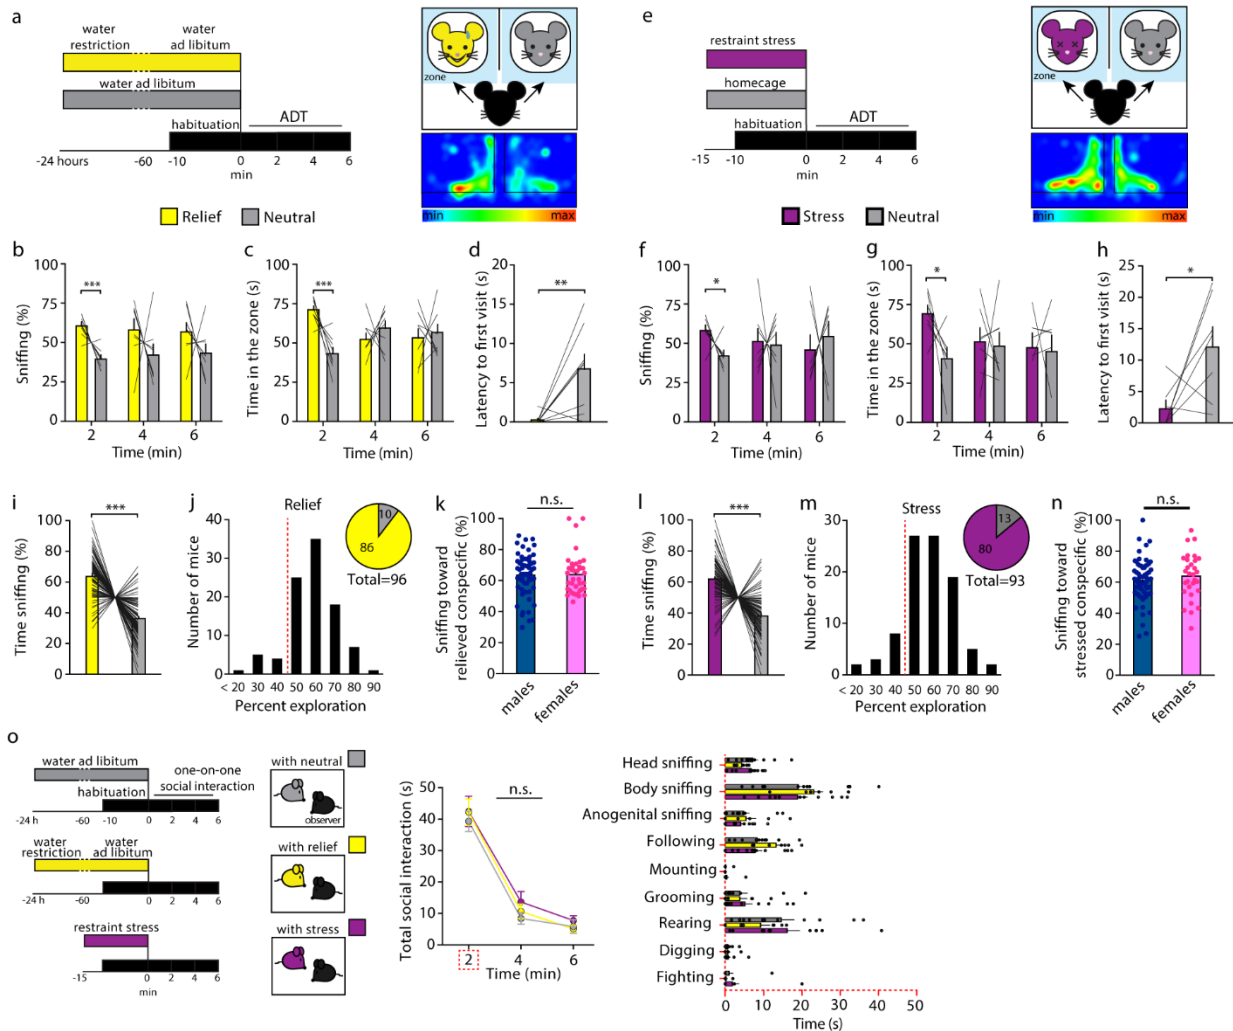 a
water restriction
water ad libitum
water ad libitum
habituation
ADT
-24 hours -60 -10 0 2 4 6
min
zone
min max
Relief Neutral
e
restraint stress
homecage
habituation
ADT
-15 -10 0 2 4 6
min
zone
min max
Stress Neutral
b
Sniffing (%)
100
75
50
25
0
***
2 4 6
Time (min)
c
Time in the zone (s)
100
75
50
25
0
***
2 4 6
Time (min)
d
Latency to first visit (s)
15
10
5
0
**
f
Sniffing (%)
100
75
50
25
0
*
2 4 6
Time (min)
g
Time in the zone (s)
100
75
50
25
0
*
2 4 6
Time (min)
h
Latency to first visit (s)
25
20
15
10
5
0
*
i
Time sniffing (%)
100
80
60
40
20
0
***
j
Relief
Number of mice
40
20
0
< 20 30 40 50 60 70 80 90
Percent exploration
10
86
Total=96
k
Sniffing toward
relieved conspecific (%)
100
80
60
40
20
0
n.s.
males females
l
Time sniffing (%)
100
80
60
40
20
0
***
m
Stress
Number of mice
40
30
20
10
0
< 20 30 40 50 60 70 80 90
Percent exploration
13
80
Total=93
n
Sniffing toward
stressed conspecific (%)
100
80
60
40
20
0
n.s.
males females
o
water ad libitum
one-on-one
social interaction
habituation
-24 h -60 -10 0 2 4 6
water restriction
water ad libitum
-24 h -60 -10 0 2 4 6
restraint stress
-15 0 2 4 6
min
with neutral
observer
with relief
with stress
Total social interaction (s)
50
40
30
20
10
0
n.s.
2 4 6
Time (min)
Head sniffing
Body sniffing
Anogenital sniffing
Following
Mounting
Grooming
Rearing
Digging
Fighting
0 10 20 30 40 50
Time (s)